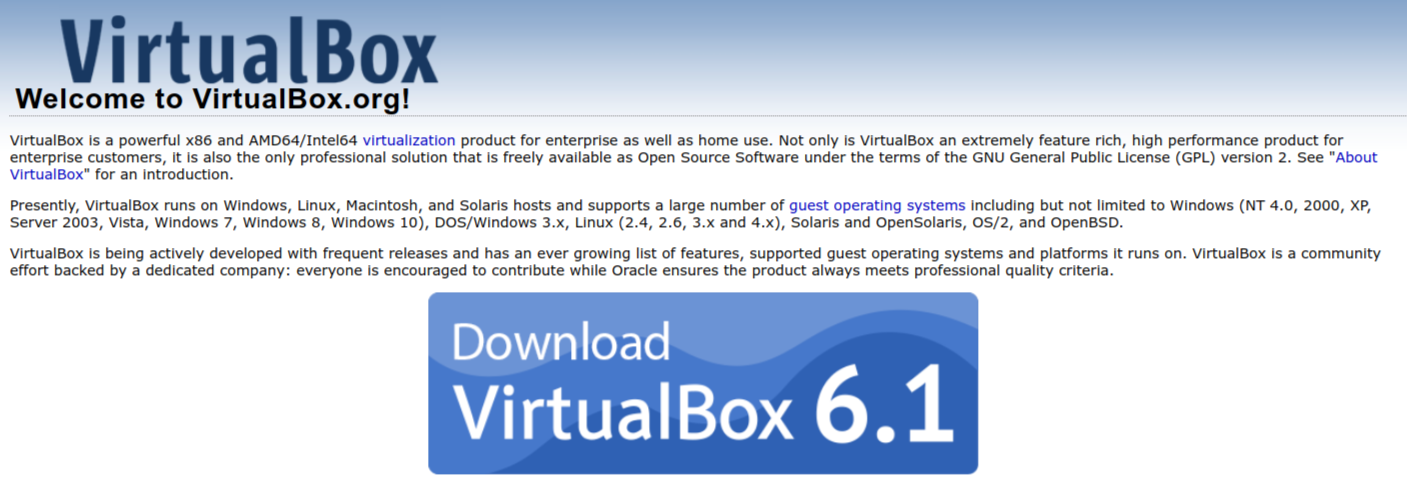 VirtualBox
Welcome to VirtualBox.org!
VirtualBox is a powerful x86 and AMD64/Intel64 virtualization product for enterprise as well as home use. Not only is VirtualBox an extremely feature rich, high performance product for
enterprise customers, it is also the only professional solution that is freely available as Open Source Software under the terms of the GNU General Public License (GPL) version 2. See "About
VirtualBox" for an introduction.
Presently, VirtualBox runs on Windows, Linux, Macintosh, and Solaris hosts and supports a large number of guest operating systems including but not limited to Windows (NT 4.0, 2000, XP,
Server 2003, Vista, Windows 7, Windows 8, Windows 10), DOS/Windows 3.x, Linux (2.4, 2.6, 3.x and 4.x), Solaris and OpenSolaris, OS/2, and OpenBSD.
VirtualBox is being actively developed with frequent releases and has an ever growing list of features, supported guest operating systems and platforms it runs on. VirtualBox is a community
effort backed by a dedicated company: everyone is encouraged to contribute while Oracle ensures the product always meets professional quality criteria.
Download
VirtualBox 6.1